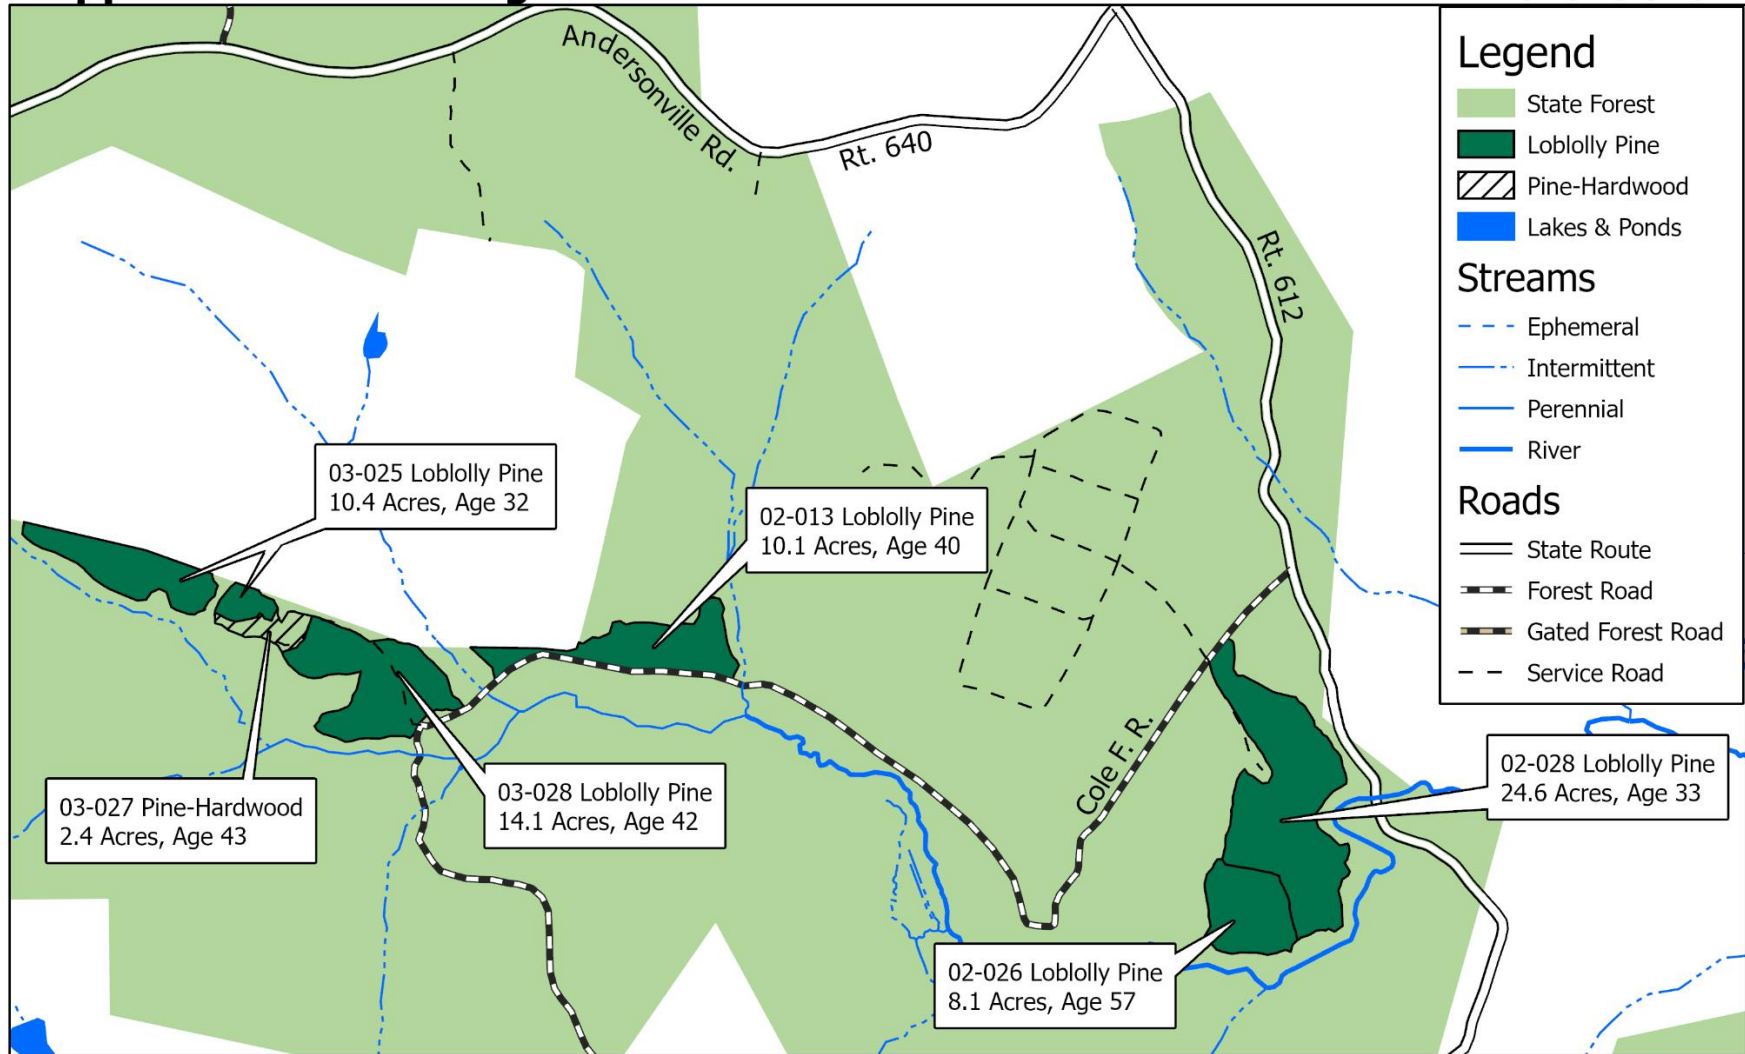 Andersonville Rd.
Rt. 640
Rt. 612
03-025 Loblolly Pine
10.4 Acres, Age 32
02-013 Loblolly Pine
10.1 Acres, Age 40
03-027 Pine-Hardwood
2.4 Acres, Age 43
03-028 Loblolly Pine
14.1 Acres, Age 42
Cole F. R.
02-028 Loblolly Pine
24.6 Acres, Age 33
02-026 Loblolly Pine
8.1 Acres, Age 57
Legend
State Forest
Loblolly Pine
Pine-Hardwood
Lakes & Ponds
Streams
Ephemeral
Intermittent
Perennial
River
Roads
State Route
Forest Road
Gated Forest Road
Service Road